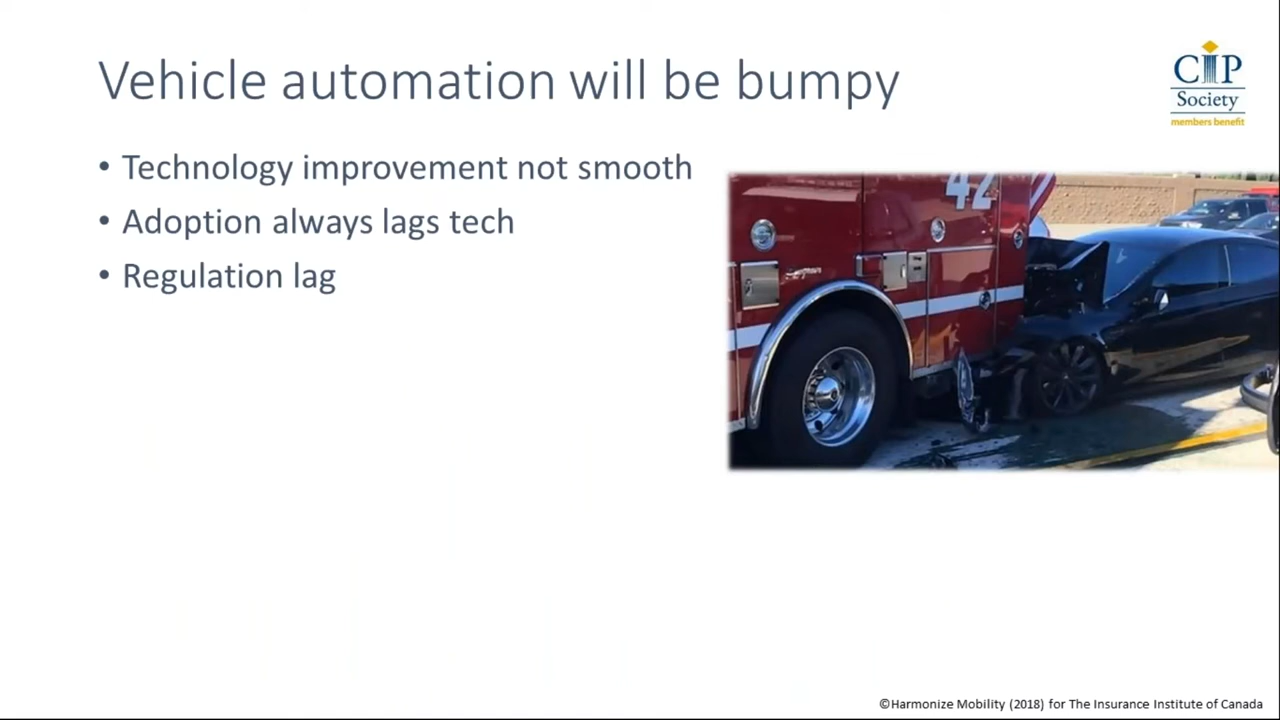 Vehicle automation will be bumpy
CIP
Society
members benefit
• Technology improvement not smooth
• Adoption always lags tech
• Regulation lag
42
©Harmonize Mobility (2018) for The Insurance Institute of Canada